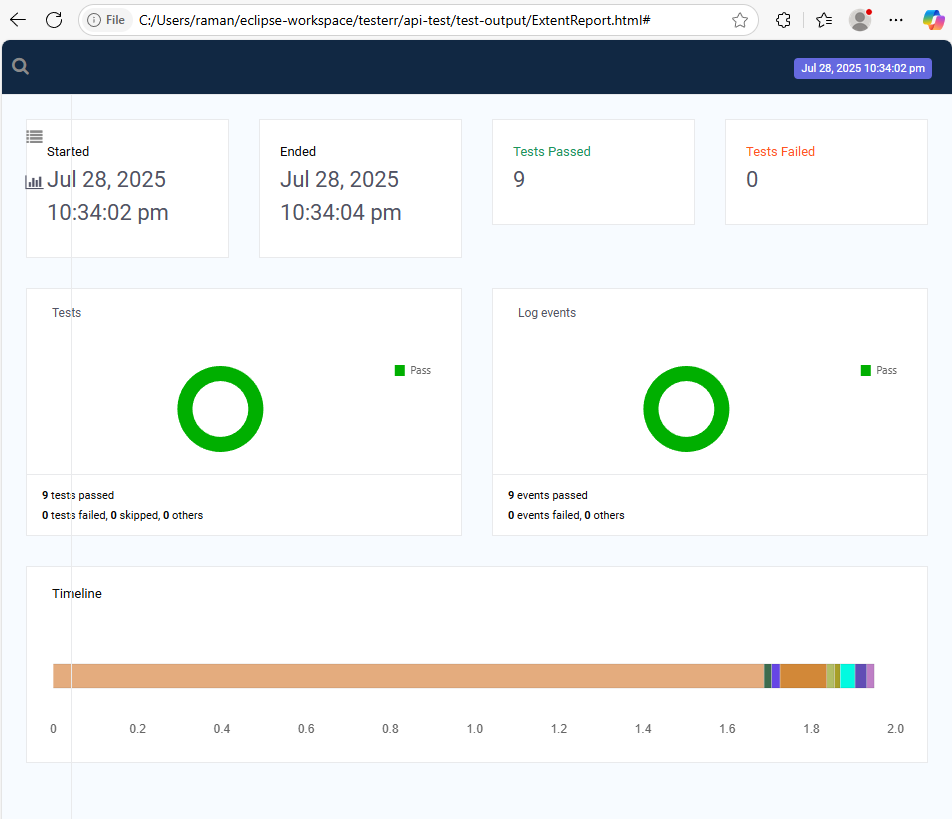 File
C:/Users/raman/eclipse-workspace/testerr/api-test/test-output/ExtentReport.html#
Jul 28, 2025 10:34:02 pm
Started
Jul 28, 2025
10:34:02 pm
Ended
Jul 28, 2025
10:34:04 pm
Tests Passed
9
Tests Failed
0
Tests
Pass
9 tests passed
0 tests failed, 0 skipped, 0 others
Log events
Pass
9 events passed
0 events failed, 0 others
Timeline
0 0.2 0.4 0.6 0.8 1.0 1.2 1.4 1.6 1.8 2.0